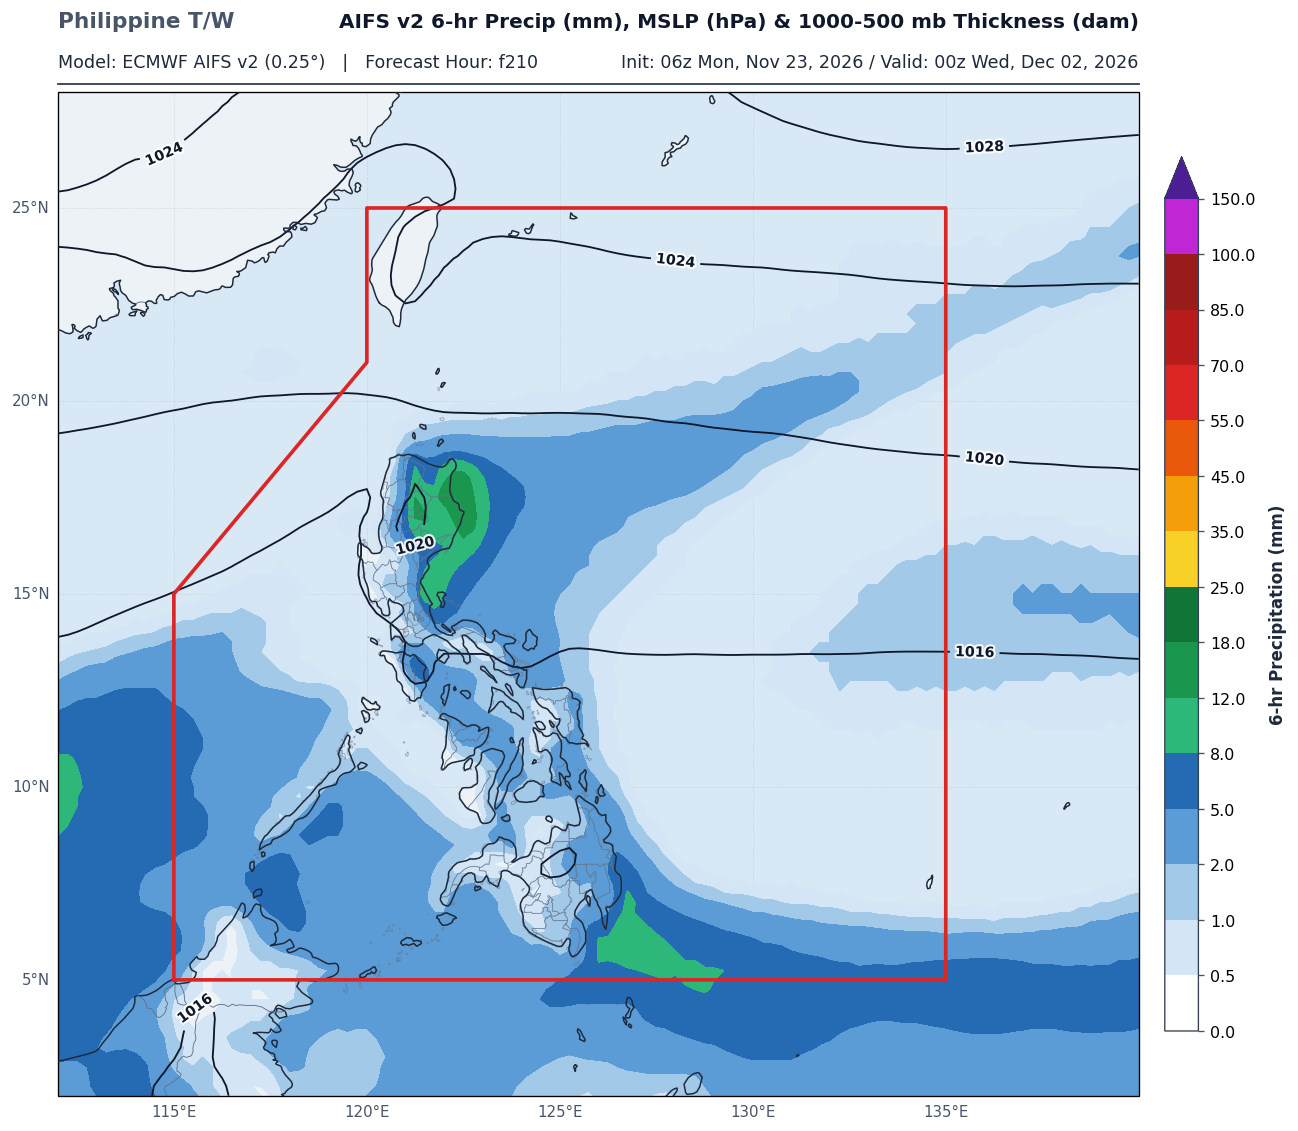 Philippine T/W
AIFS v2 6-hr Precip (mm), MSLP (hPa) & 1000-500 mb Thickness (dam)
Model: ECMWF AIFS v2 (0.25°) | Forecast Hour: f210
Init: 06z Mon, Nov 23, 2026 / Valid: 00z Wed, Dec 02, 2026
1024
1028
1024
1020
1020
1016
1016
25°N
20°N
15°N
10°N
5°N
115°E
120°E
125°E
130°E
135°E
150.0
100.0
85.0
70.0
55.0
45.0
35.0
25.0
18.0
12.0
8.0
5.0
2.0
1.0
0.5
0.0
6-hr Precipitation (mm)